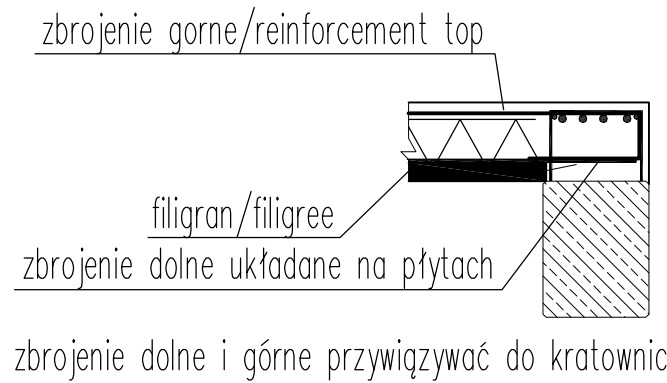 zbrojenie gorne/reinforcement top
filigran/filigree
zbrojenie dolne układane na płytach
zbrojenie dolne i górne przywiązywać do kratownic